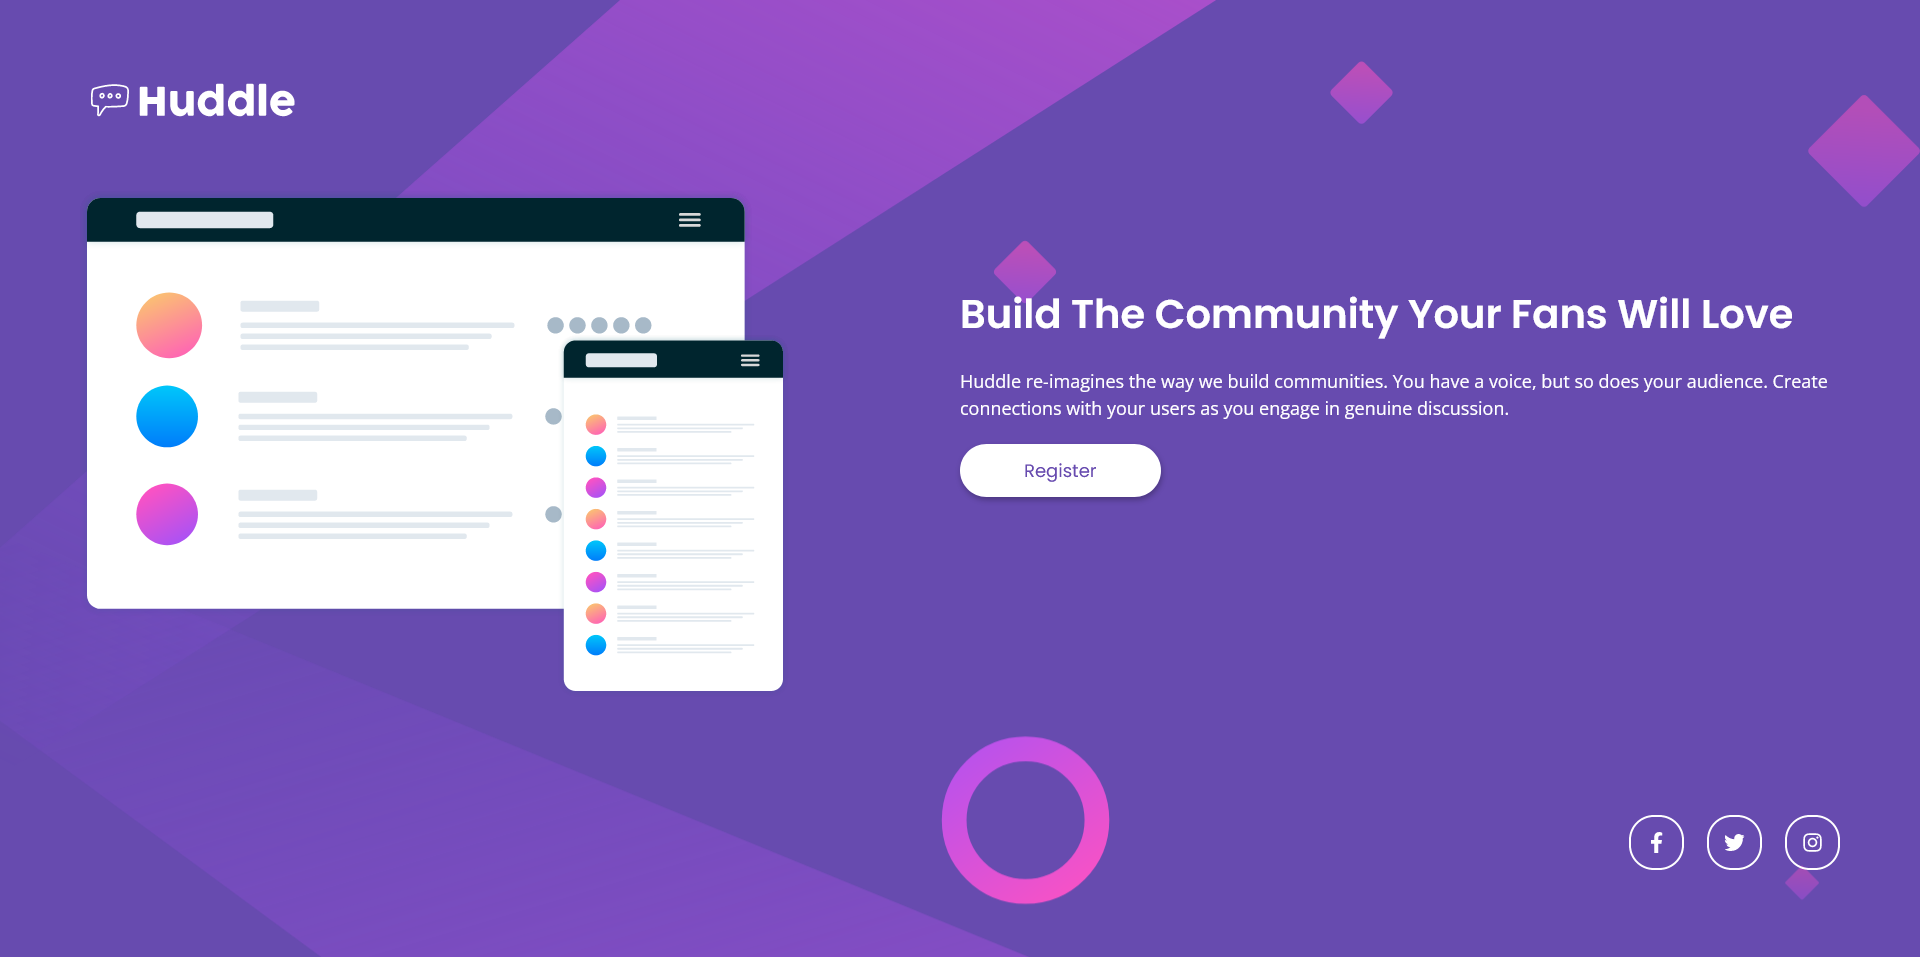 Huddle
Build The Community Your Fans Will Love
Huddle re-imagines the way we build communities. You have a voice, but so does your audience. Create
connections with your users as you engage in genuine discussion.
Register